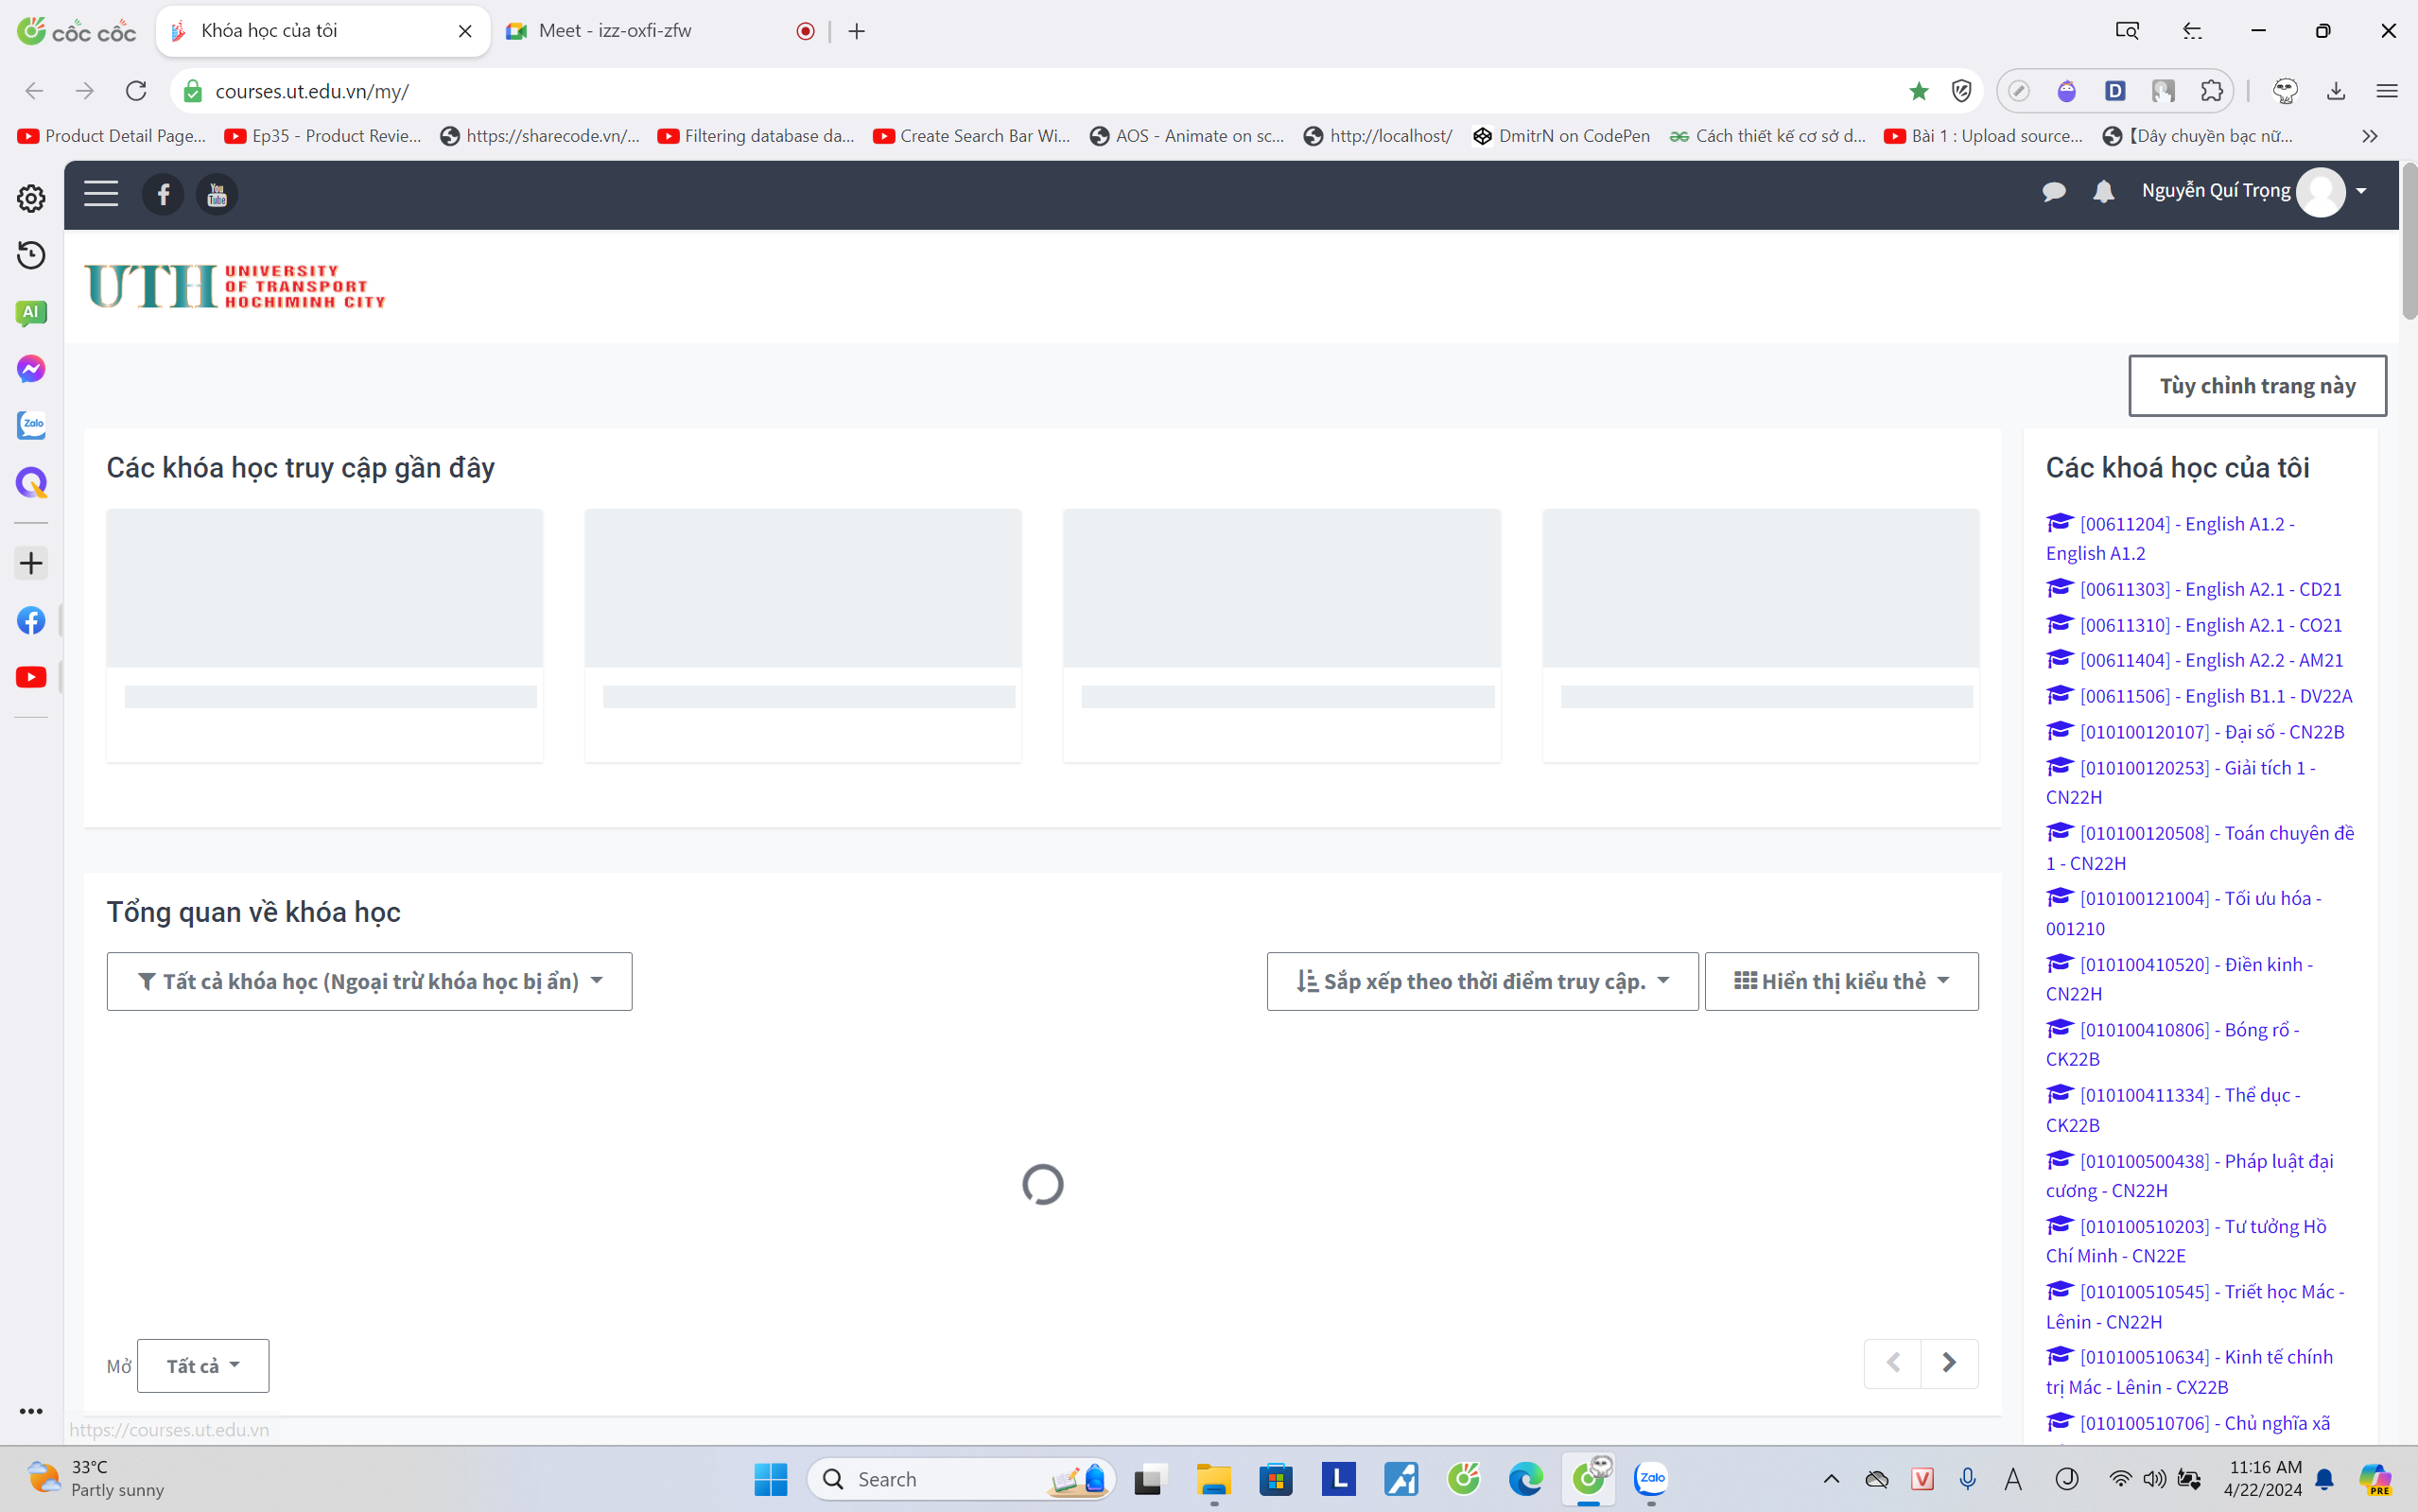 cốc cốc
Khóa học của tôi
Meet - izz-oxfi-zfw
courses.ut.edu.vn/my/
Product Detail Page...
Ep35 - Product Revie...
https://sharecode.vn/...
Filtering database da...
Create Search Bar Wi...
AOS - Animate on sc...
http://localhost/
DmitrN on CodePen
Cách thiết kế cơ sở d...
Bài 1 : Upload source...
【Dây chuyền bạc nữ...
You
Tube
Nguyễn Quí Trọng
AI
Zalo
UTH UNIVERSITY
OF TRANSPORT
HOCHIMINH CITY
Tùy chỉnh trang này
Các khóa học truy cập gần đây
Tổng quan về khóa học
Tất cả khóa học (Ngoại trừ khóa học bị ẩn)
Sắp xếp theo thời điểm truy cập.
Hiển thị kiểu thẻ
Mở Tất cả
https://courses.ut.edu.vn
Các khoá học của tôi
[00611204] - English A1.2 -
English A1.2
[00611303] - English A2.1 - CD21
[00611310] - English A2.1 - CO21
[00611404] - English A2.2 - AM21
[00611506] - English B1.1 - DV22A
[010100120107] - Đại số - CN22B
[010100120253] - Giải tích 1 -
CN22H
[010100120508] - Toán chuyên đề
1 - CN22H
[010100121004] - Tối ưu hóa -
001210
[010100410520] - Điền kinh -
CN22H
[010100410806] - Bóng rổ -
CK22B
[010100411334] - Thể dục -
CK22B
[010100500438] - Pháp luật đại
cương - CN22H
[010100510203] - Tư tưởng Hồ
Chí Minh - CN22E
[010100510545] - Triết học Mác -
Lênin - CN22H
[010100510634] - Kinh tế chính
trị Mác - Lênin - CX22B
[010100510706] - Chủ nghĩa xã
33°C
Partly sunny
Search
L
Zalo
V
A
J
11:16 AM
4/22/2024
PRE